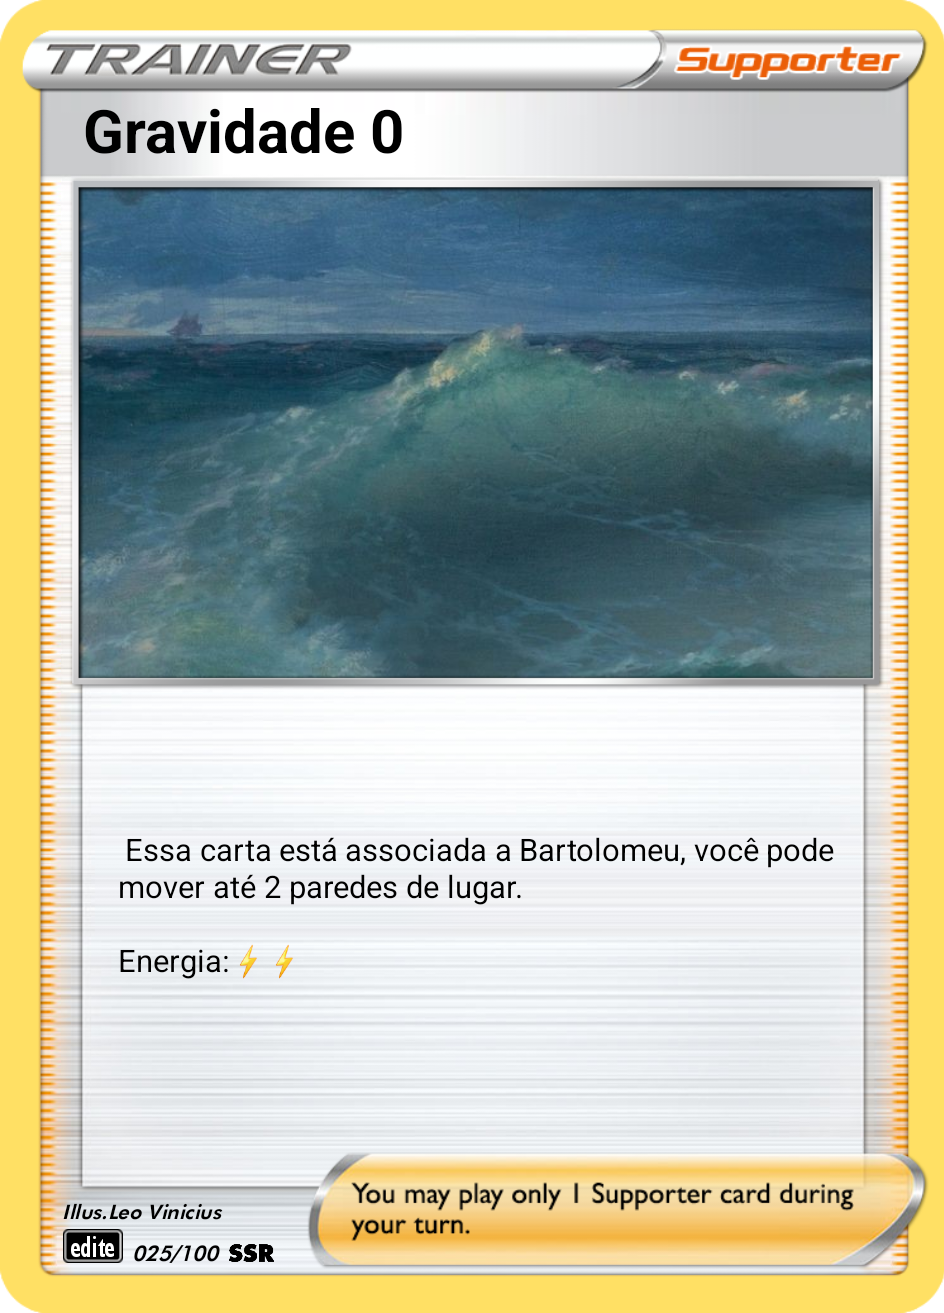 TRAINER
Supporter
Gravidade 0
Essa carta está associada a Bartolomeu, você pode
mover até 2 paredes de lugar.
Energia:⚡ ⚡
You may play only 1 Supporter card during
your turn.
Illus.Leo Vinicius
edite 025/100 SSR